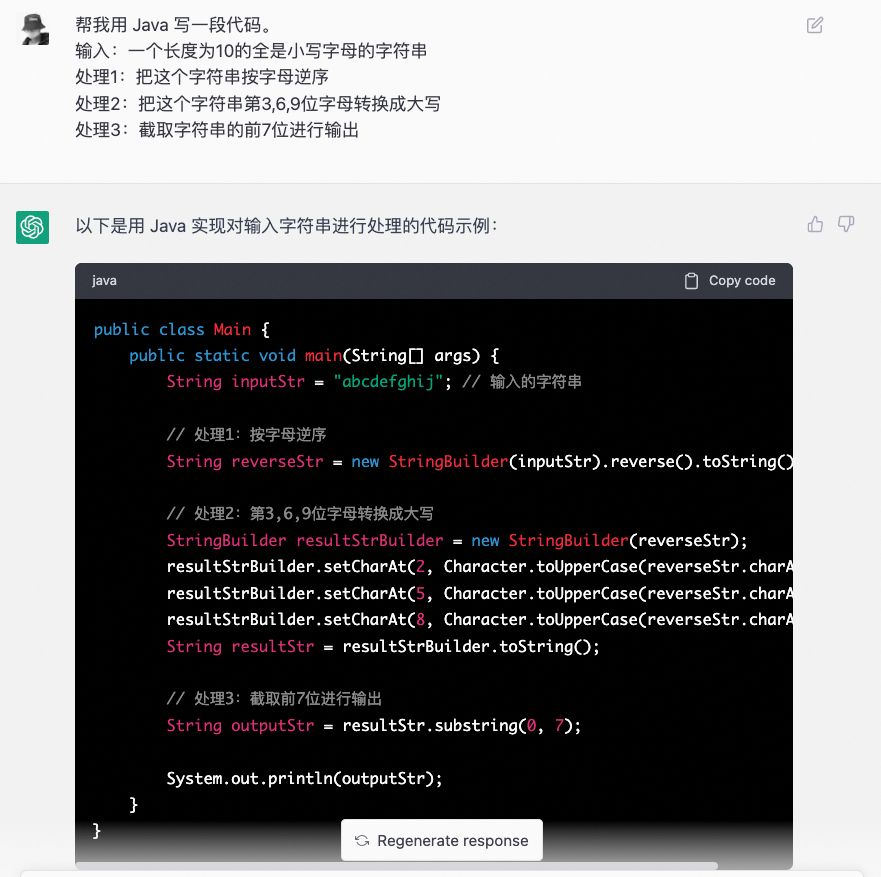 帮我用 Java 写一段代码。
输入：一个长度为10的全是小写字母的字符串
处理1：把这个字符串按字母逆序
处理2：把这个字符串第3,6,9位字母转换成大写
处理3：截取字符串的前7位进行输出
以下是用 Java 实现对输入字符串进行处理的代码示例：
java Copy code
public class Main {
public static void main(String[] args) {
String inputStr = "abcdefghij"; // 输入的字符串
// 处理1：按字母逆序
String reverseStr = new StringBuilder(inputStr).reverse().toString()
// 处理2：第3,6,9位字母转换成大写
StringBuilder resultStrBuilder = new StringBuilder(reverseStr);
resultStrBuilder.setCharAt(2, Character.toUpperCase(reverseStr.charA
resultStrBuilder.setCharAt(5, Character.toUpperCase(reverseStr.charA
resultStrBuilder.setCharAt(8, Character.toUpperCase(reverseStr.charA
String resultStr = resultStrBuilder.toString();
// 处理3：截取前7位进行输出
String outputStr = resultStr.substring(0, 7);
System.out.println(outputStr);
}
}
Regenerate response